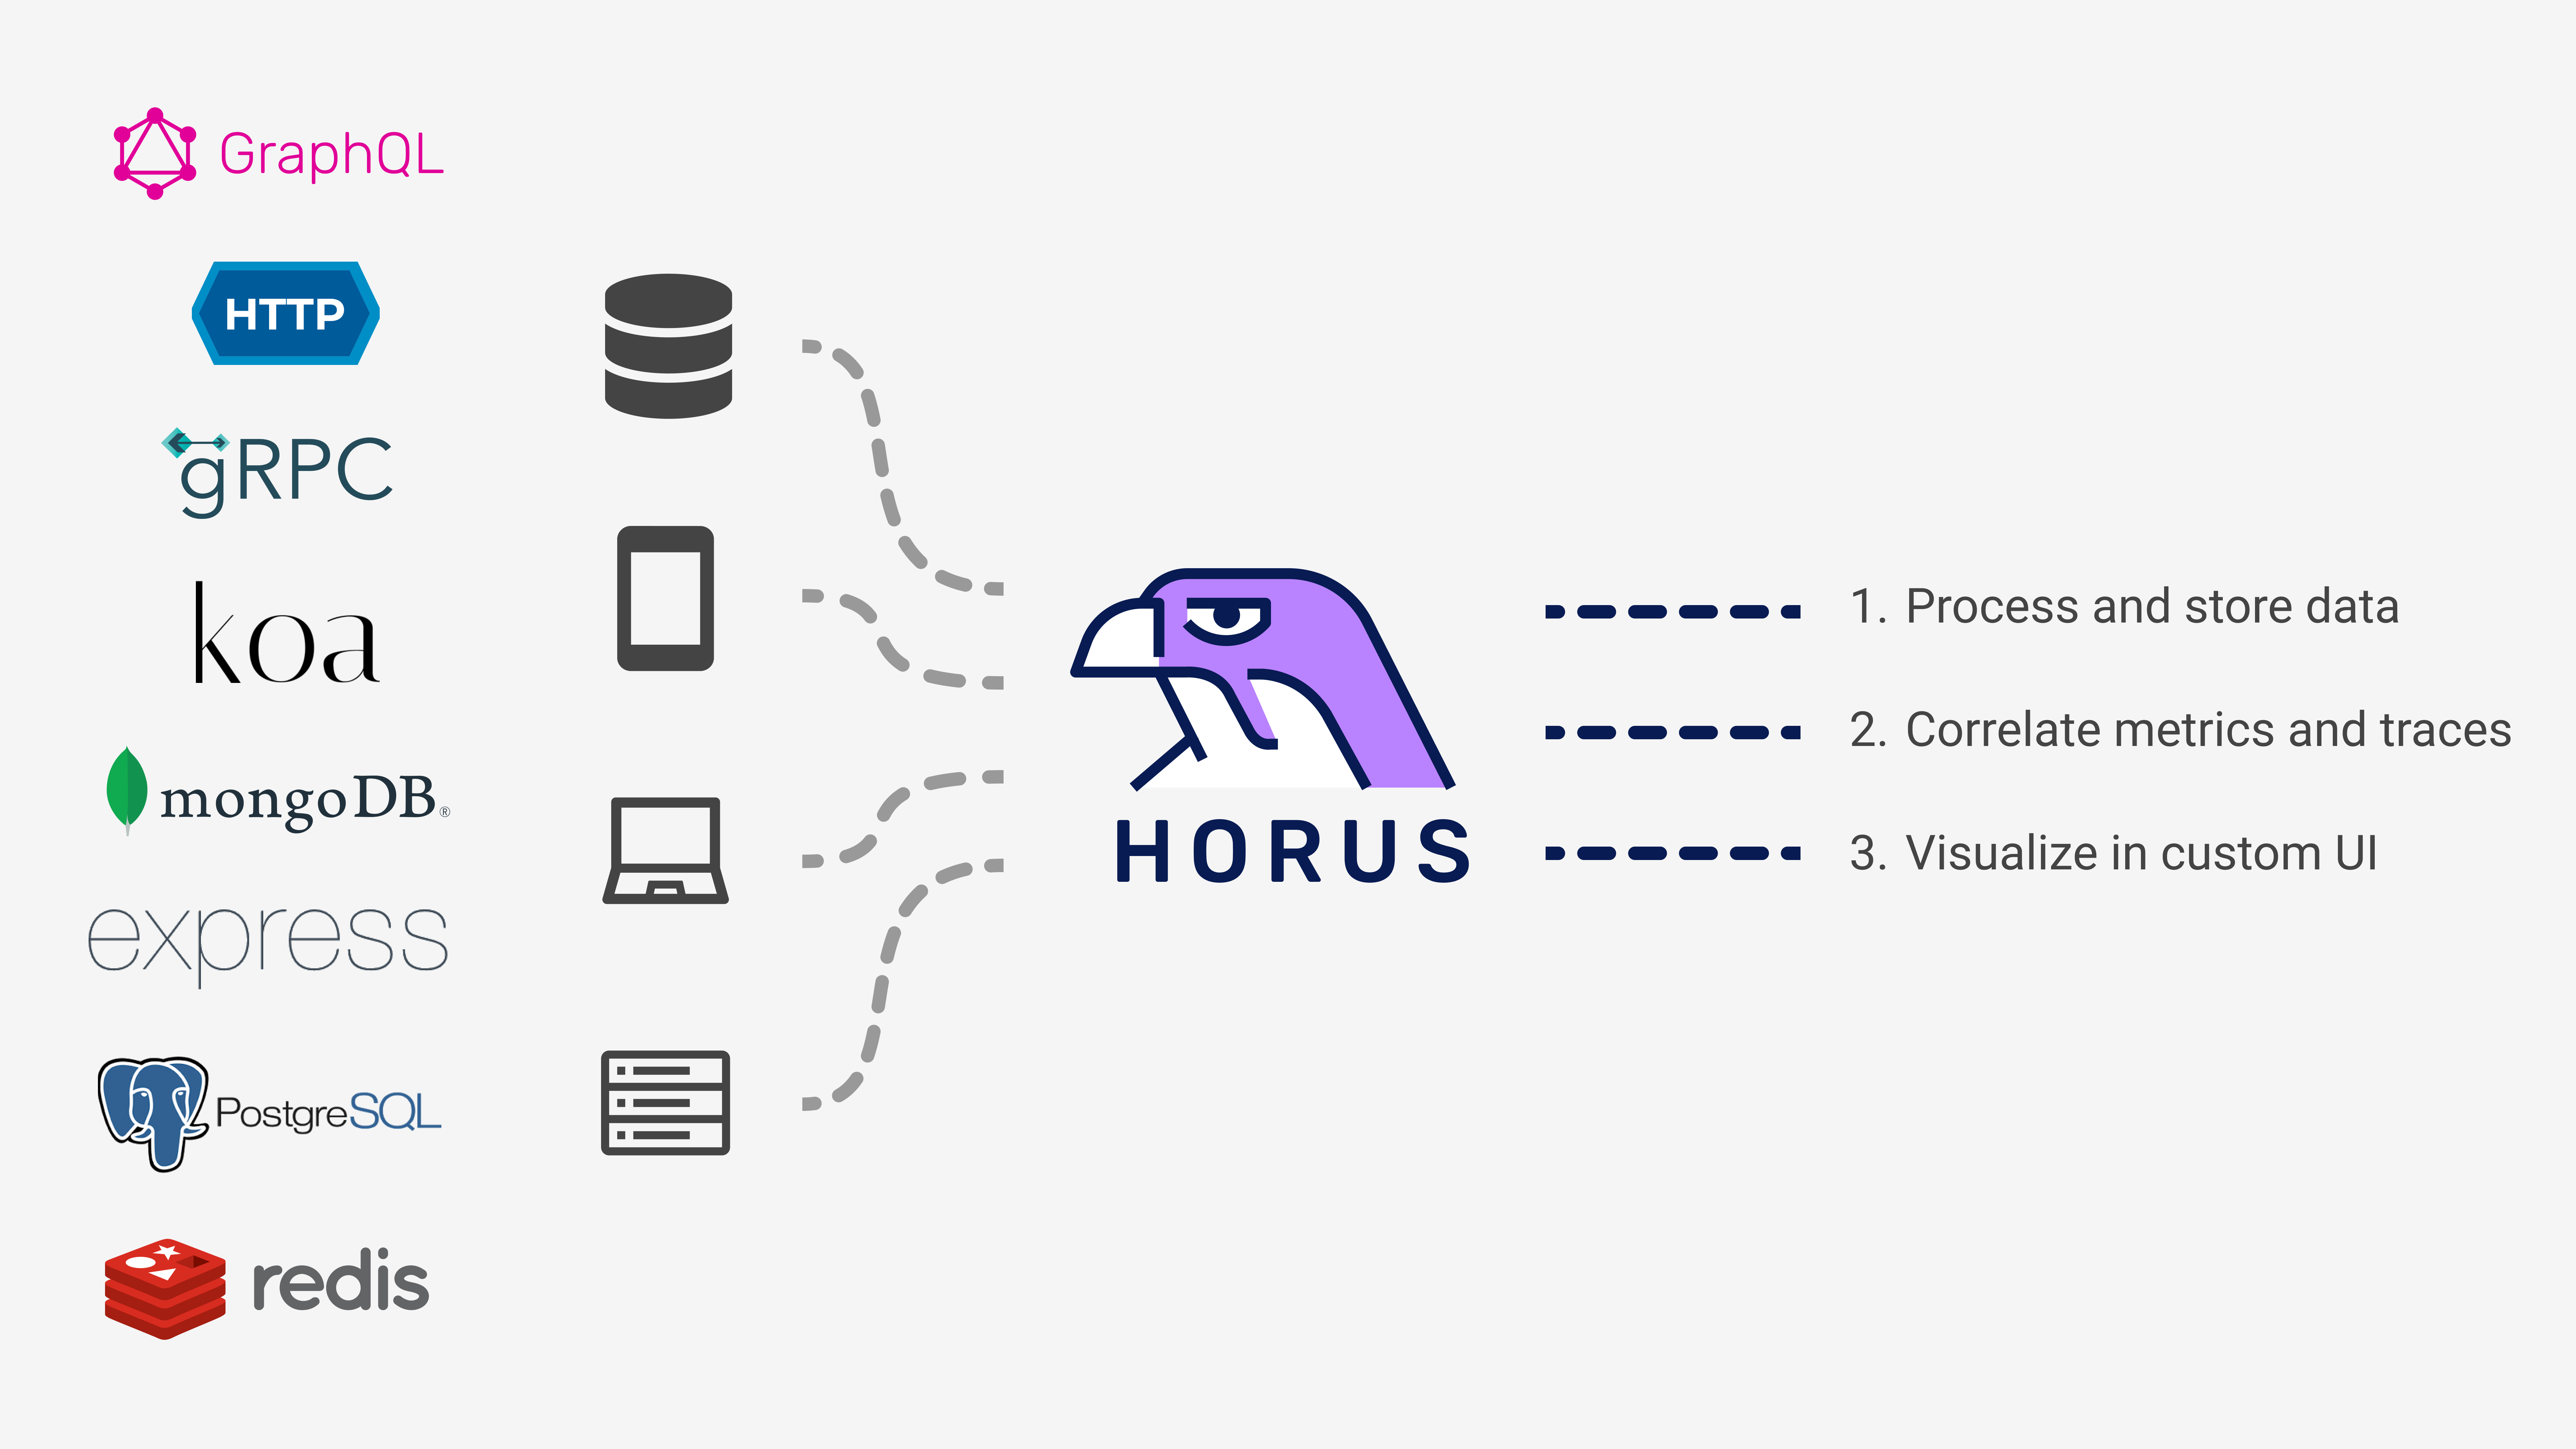 GraphQL
HTTP
gRPC
koa
mongoDB®
express
PostgreSQL
redis
HORUS
1. Process and store data
2. Correlate metrics and traces
3. Visualize in custom UI